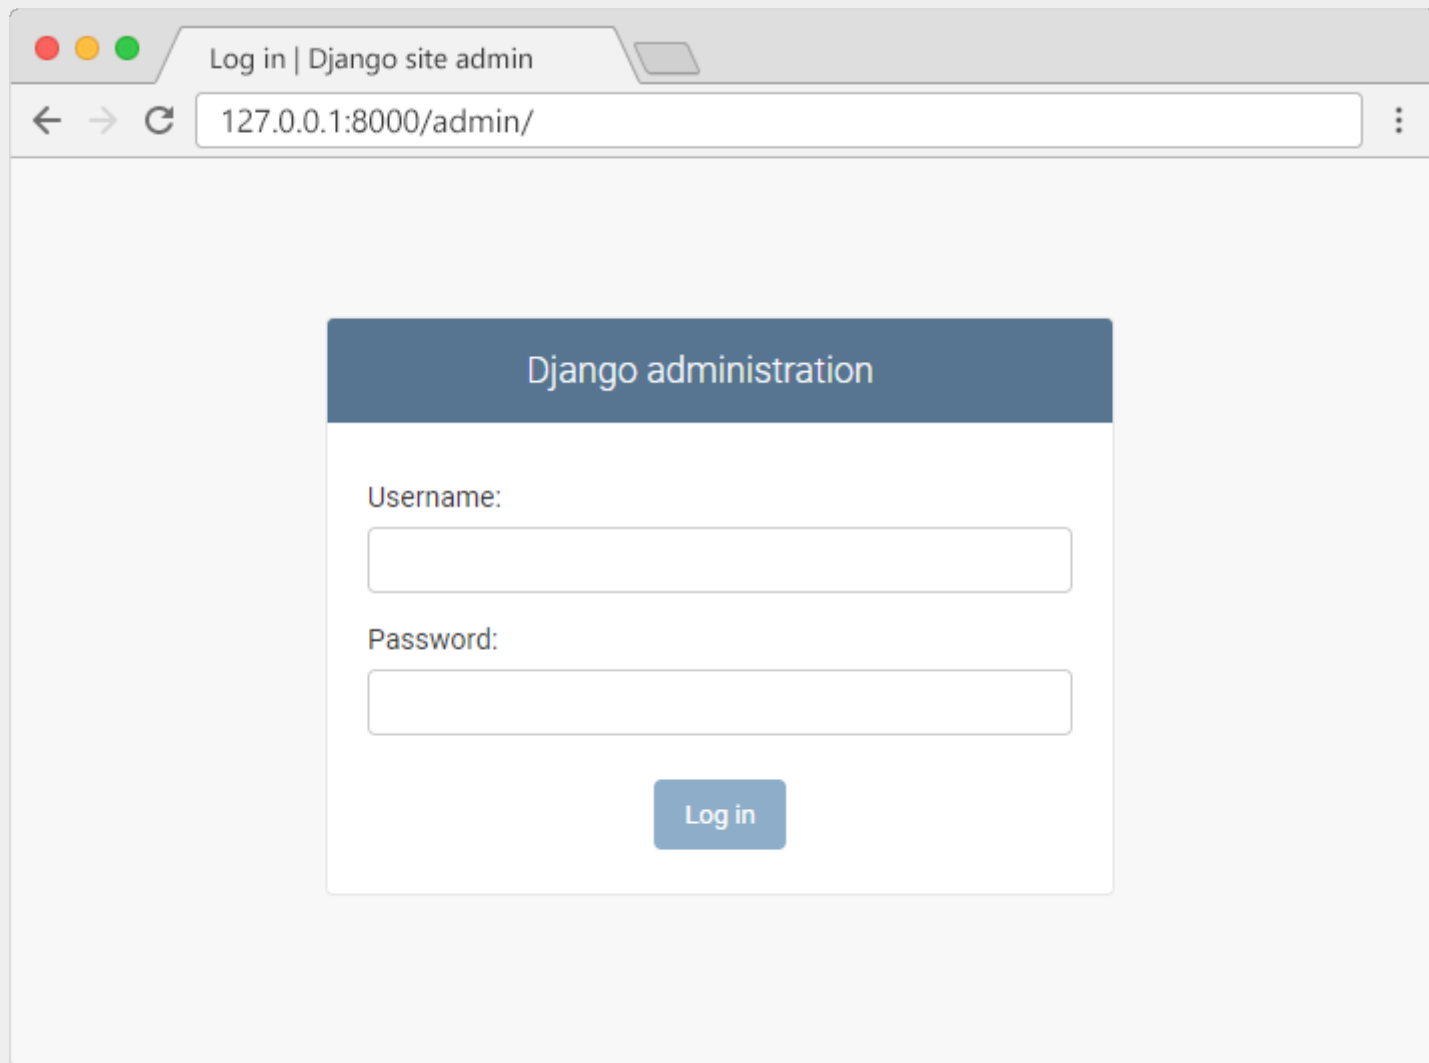 Log in | Django site admin
127.0.0.1:8000/admin/
Django administration
Username:
Password:
Log in